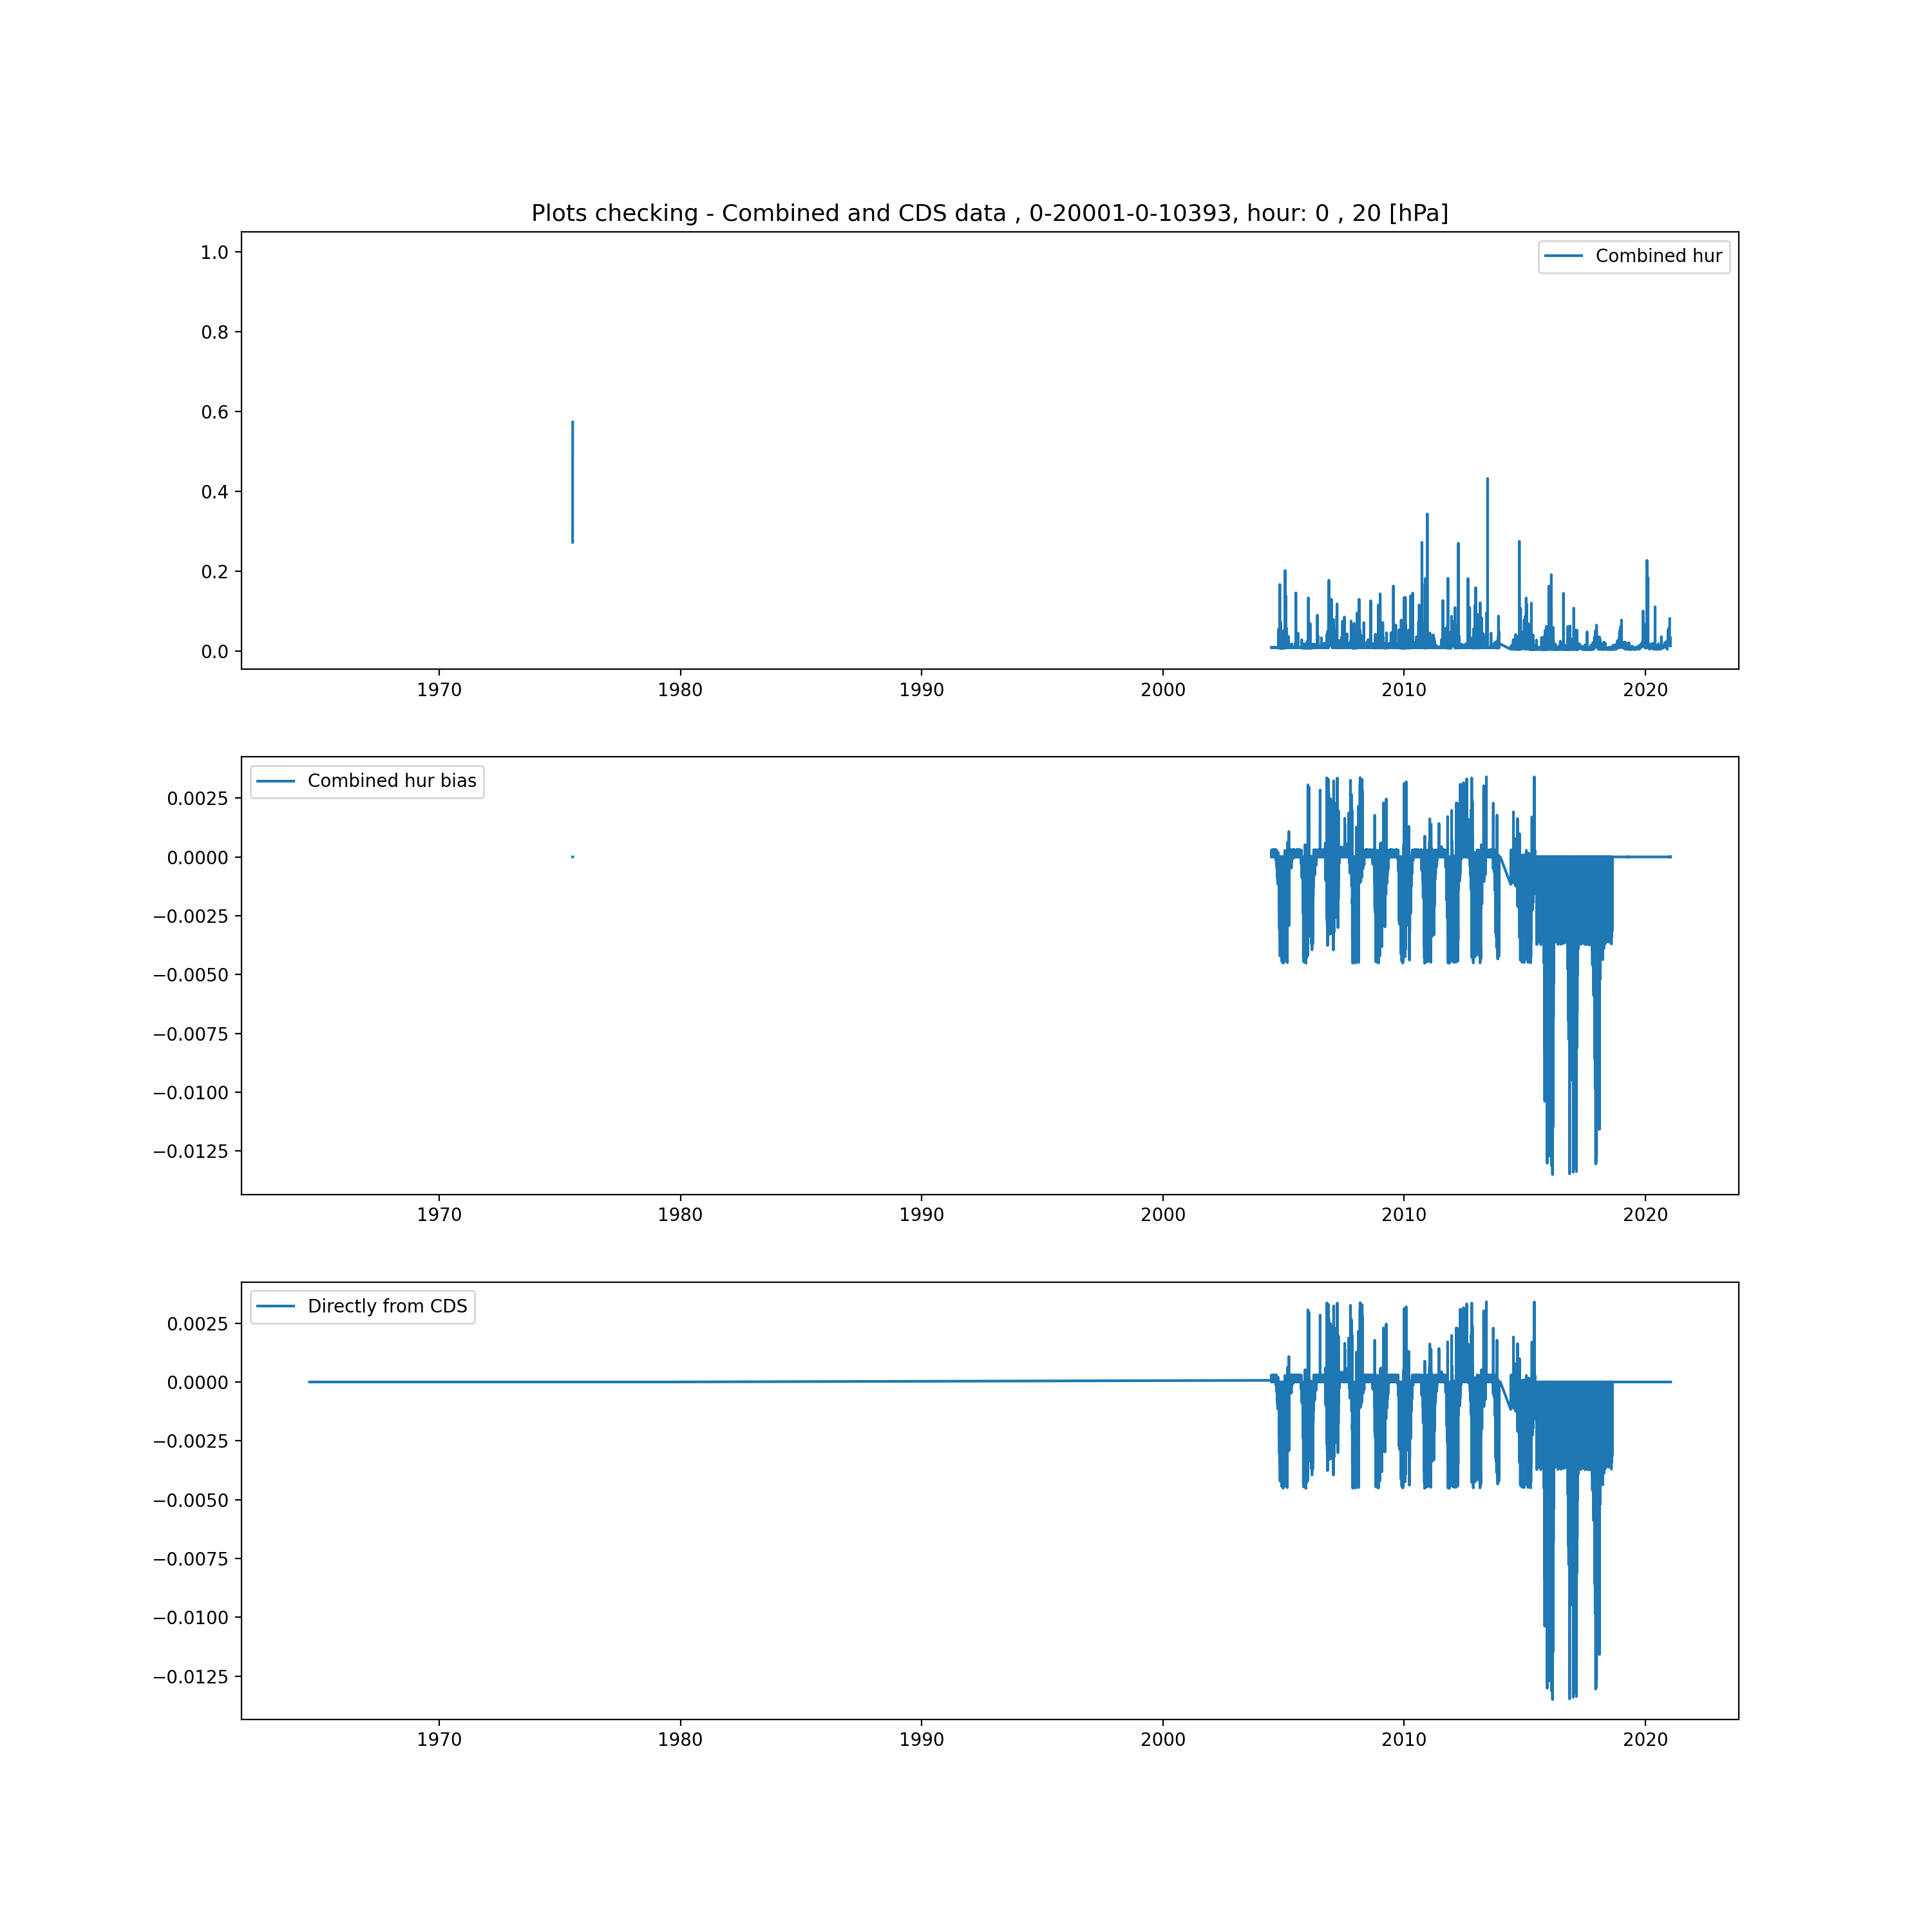 Plots checking - Combined and CDS data , 0-20001-0-10393, hour: 0 , 20 [hPa]
Combined hur
1.0
0.8
0.6
0.4
0.2
0.0
1970 1980 1990 2000 2010 2020
Combined hur bias
0.0025
0.0000
−0.0025
−0.0050
−0.0075
−0.0100
−0.0125
1970 1980 1990 2000 2010 2020
Directly from CDS
0.0025
0.0000
−0.0025
−0.0050
−0.0075
−0.0100
−0.0125
1970 1980 1990 2000 2010 2020